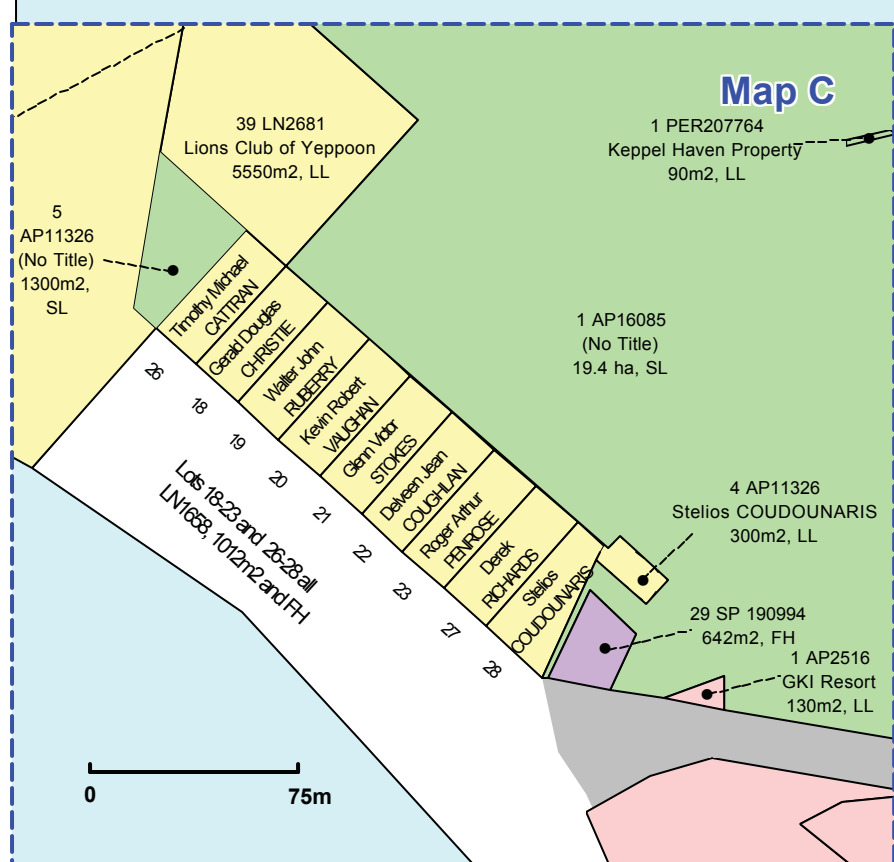 Map C
39 LN2681
Lions Club of Yeppoon
5550m2, LL
1 PER207764
Keppel Haven Property
90m2, LL
5
AP11326
(No Title)
1300m2,
SL
1 AP16085
(No Title)
19.4 ha, SL
Timothy Michael
CATTRAN
Gerald Douglas
CHRISTIE
Walter John
RUBERRY
Kevin Robert
VAUGHAN
Glenn Victor
STOKES
Delveen Jean
COUGHLAN
Roger Arthur
PENROSE
Derek
RICHARDS
Stelios
COUDOUNARIS
26
18
19
20
21
22
23
27
28
Lots 18-23 and 26-28 all
LN1658, 1012m2 and FH
4 AP11326
Stelios COUDOUNARIS
300m2, LL
29 SP 190994
642m2, FH
1 AP2516
GKI Resort
130m2, LL
0
75m